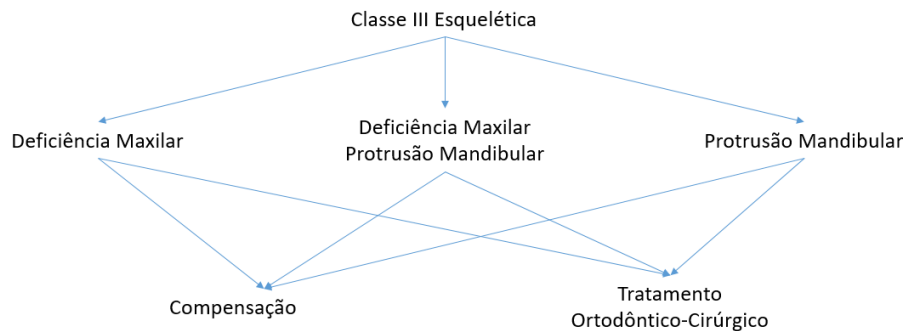 Classe III Esquelética
Deficiência Maxilar
Deficiência Maxilar
Protrusão Mandibular
Protrusão Mandibular
Compensação
Tratamento
Ortodôntico-Cirúrgico